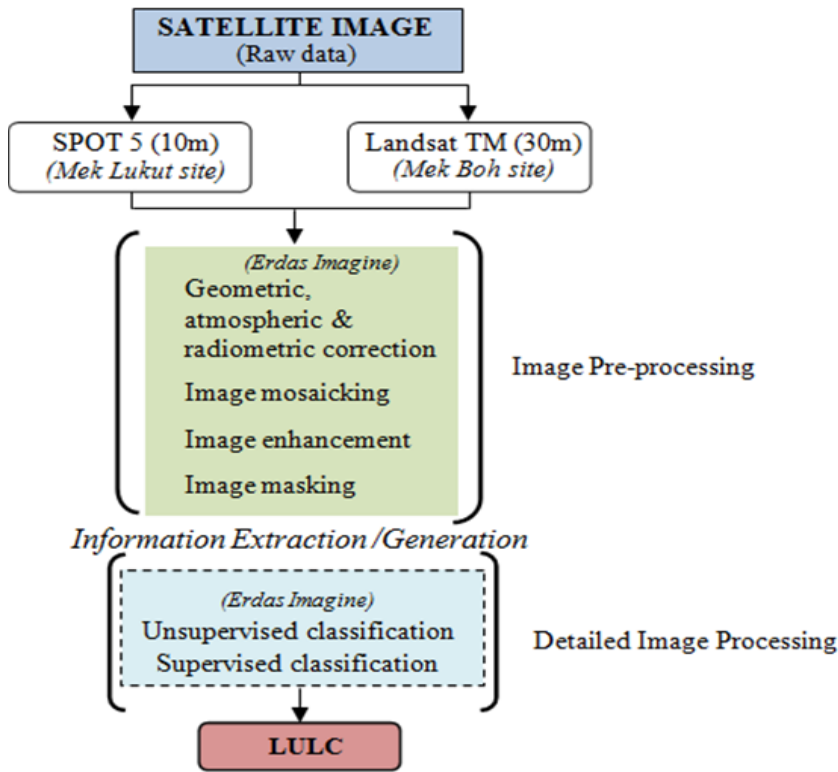 SATELLITE IMAGE
(Raw data)
SPOT 5 (10m)
(Mek Lukut site)
Landsat TM (30m)
(Mek Boh site)
(Erdas Imagine)
Geometric,
atmospheric &
radiometric correction
Image mosaicking
Image enhancement
Image masking
Image Pre-processing
Information Extraction /Generation
(Erdas Imagine)
Unsupervised classification
Supervised classification
Detailed Image Processing
LULC